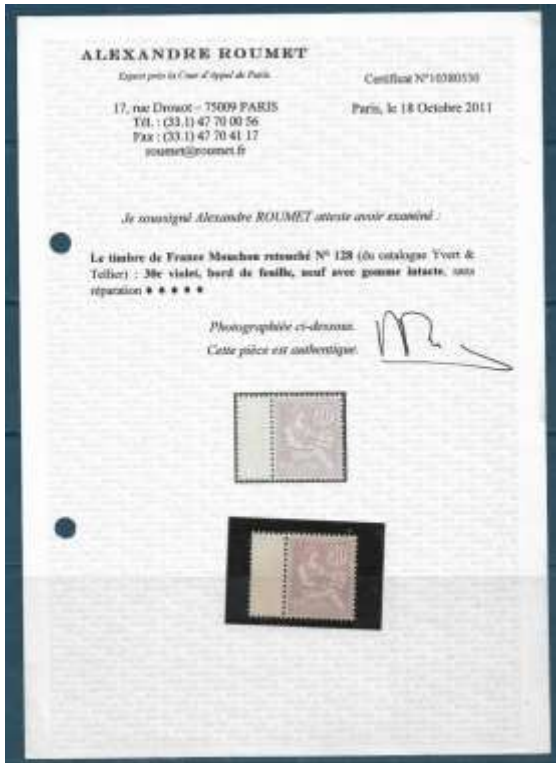 ALEXANDRE ROUMET
Expert près la Cour d'Appel de Paris
Certificat N°10380530
17, rue Drouot – 75009 PARIS
Paris, le 18 Octobre 2011
Tél. : (33.1) 47 70 00 56
Fax : (33.1) 47 70 41 17
roumet@roumet.fr
Je soussigné Alexandre ROUMET atteste avoir examiné :
Le timbre de France Mouchon retouché N° 128 (du catalogue Yvert &
Tellier) : 30c violet, bord de feuille, neuf avec gomme intacte, sans
réparation ♦ ♦ ♦ ♦ ♦
Photographiée ci-dessous.
Cette pièce est authentique.